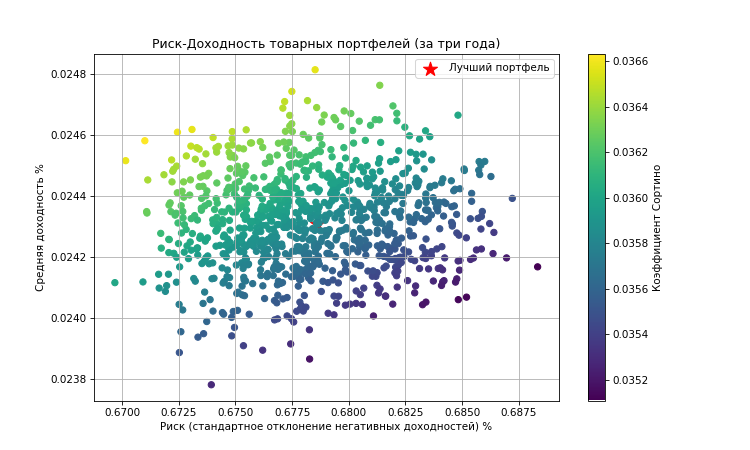 Риск-Доходность товарных портфелей (за три года)
Лучший портфель
Средняя доходность %
0.0248
0.0246
0.0244
0.0242
0.0240
0.0238
0.6700 0.6725 0.6750 0.6775 0.6800 0.6825 0.6850 0.6875
Риск (стандартное отклонение негативных доходностей) %
0.0366
0.0364
0.0362
0.0360
0.0358
0.0356
0.0354
0.0352
Коэффициент Сортино